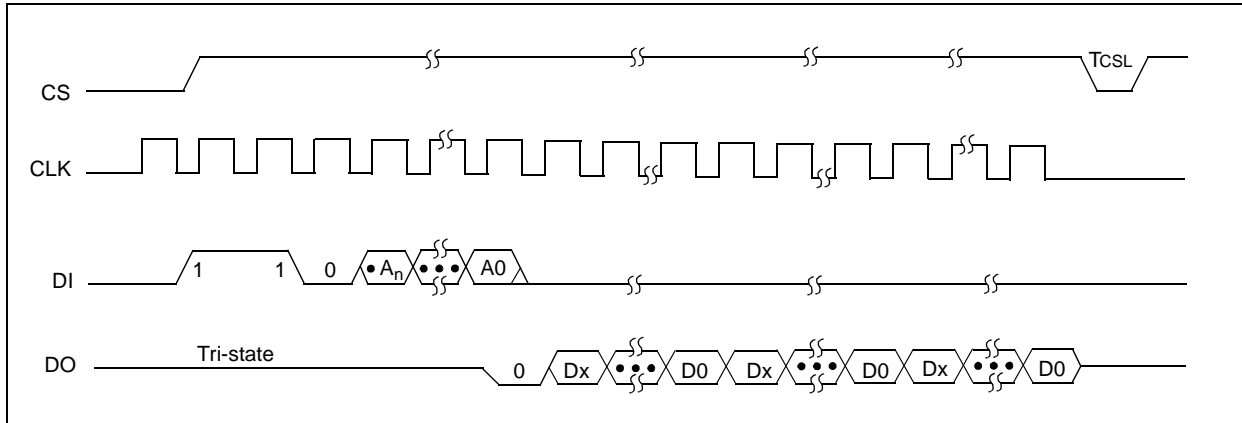 CS
TCSL
CLK
DI
1 1 0 •An ••• A0
DO
Tri-state
0 Dx ••• D0 Dx ••• D0 Dx ••• D0